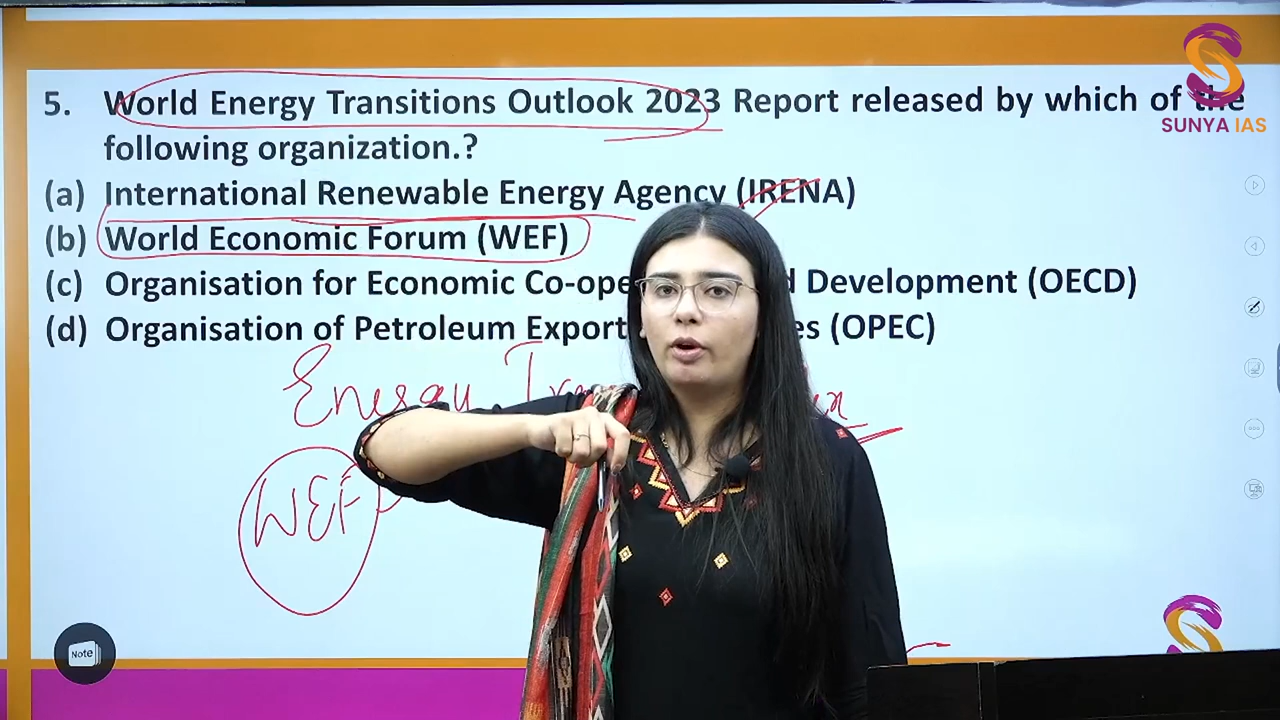 5. World Energy Transitions Outlook 2023 Report released by which of the
following organization.?
(a) International Renewable Energy Agency (IRENA)
(b) World Economic Forum (WEF)
(c) Organisation for Economic Co-ope d Development (OECD)
(d) Organisation of Petroleum Export es (OPEC)
Energy
WEF
SUNYA IAS
Note